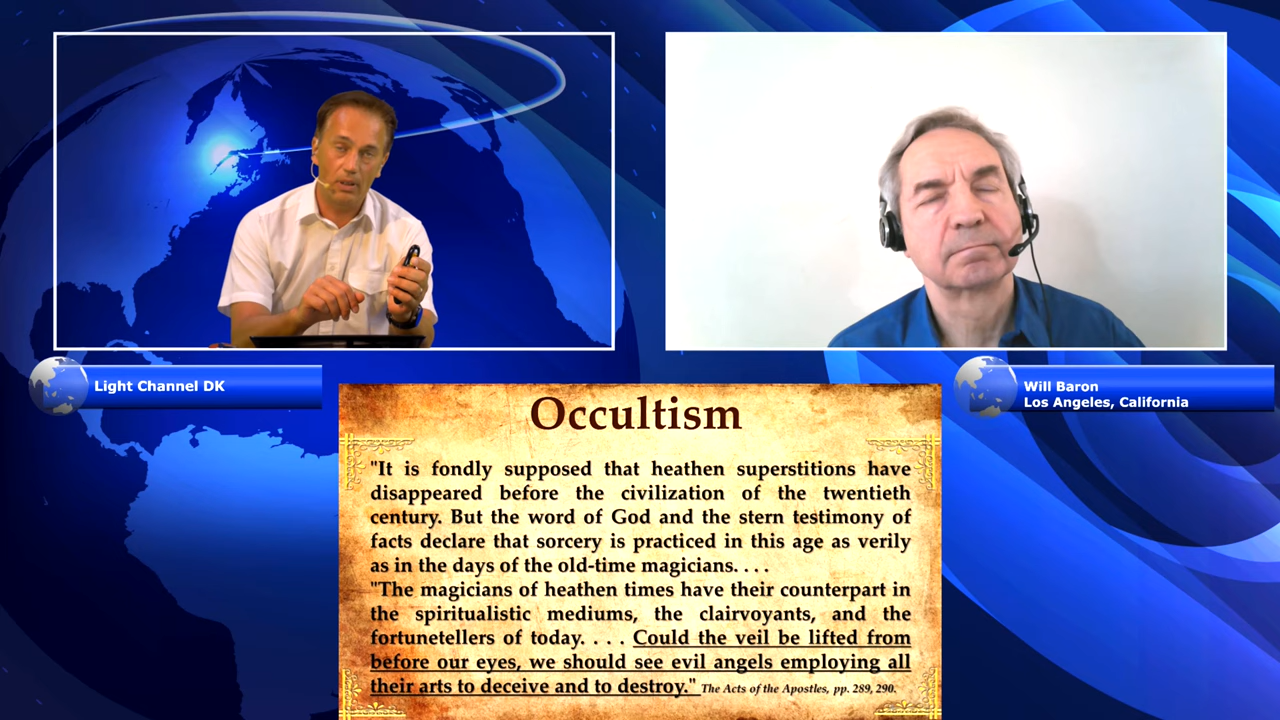 Light Channel DK
Will Baron
Los Angeles, California
Occultism
"It is fondly supposed that heathen superstitions have
disappeared before the civilization of the twentieth
century. But the word of God and the stern testimony of
facts declare that sorcery is practiced in this age as verily
as in the days of the old-time magicians. . . .
"The magicians of heathen times have their counterpart in
the spiritualistic mediums, the clairvoyants, and the
fortunetellers of today. . . . Could the veil be lifted from
before our eyes, we should see evil angels employing all
their arts to deceive and to destroy." The Acts of the Apostles, pp. 289, 290.